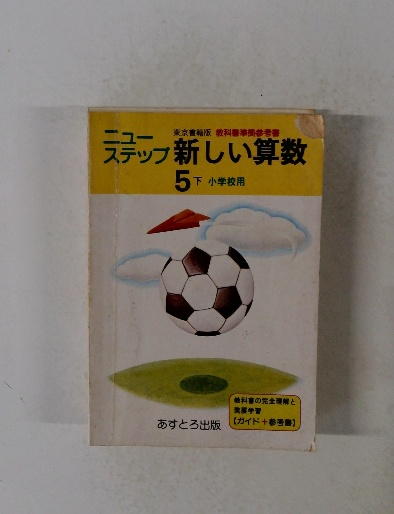 東京書籍版 教科書準拠参考書
ニュー
ステップ 新しい算数
5下 小学校用
教科書の完全理解と
発展学習
【ガイド+参考書】
あすとろ出版